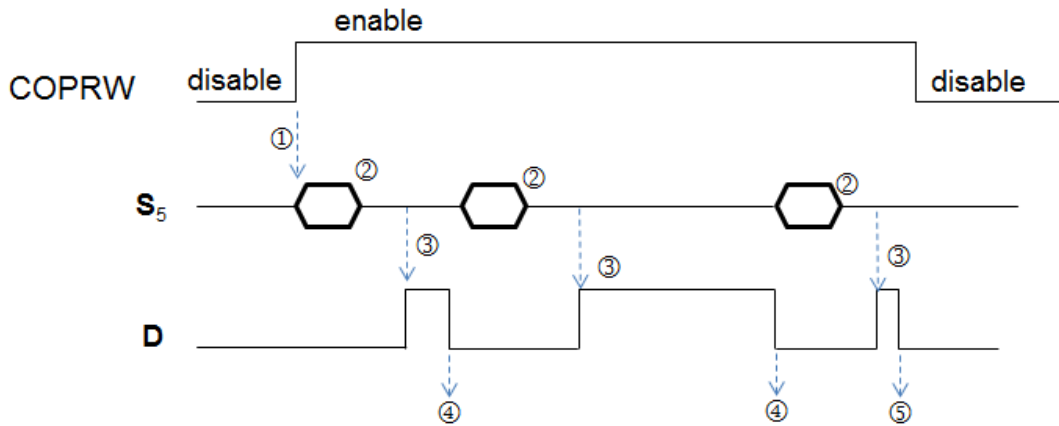 enable
disable
COPRW
disable
①
②
②
②
S₅
③
③
③
D
④
④
⑤